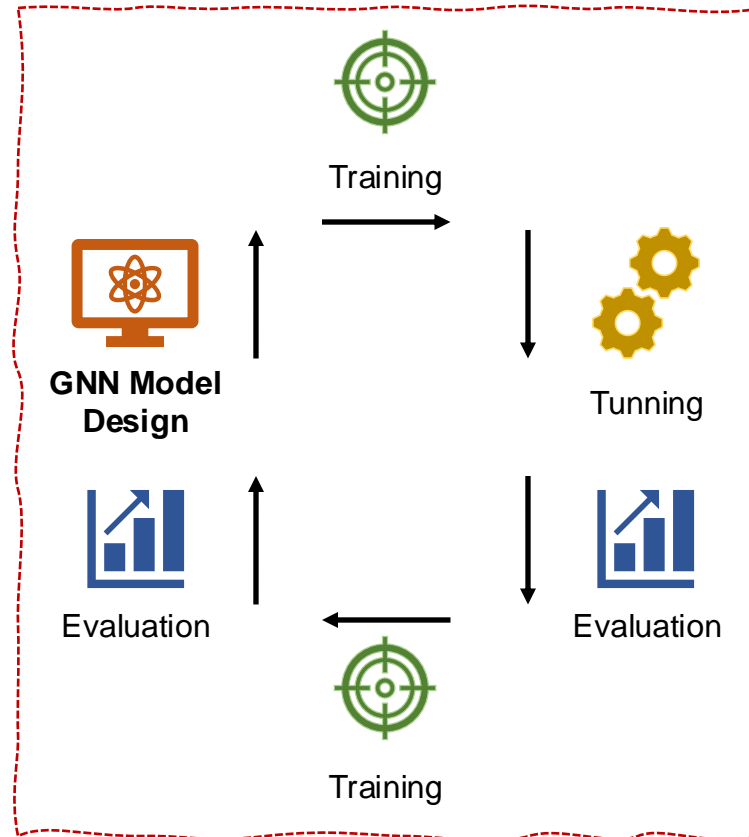 Training
GNN Model
Design
Tunning
Evaluation
Evaluation
Training